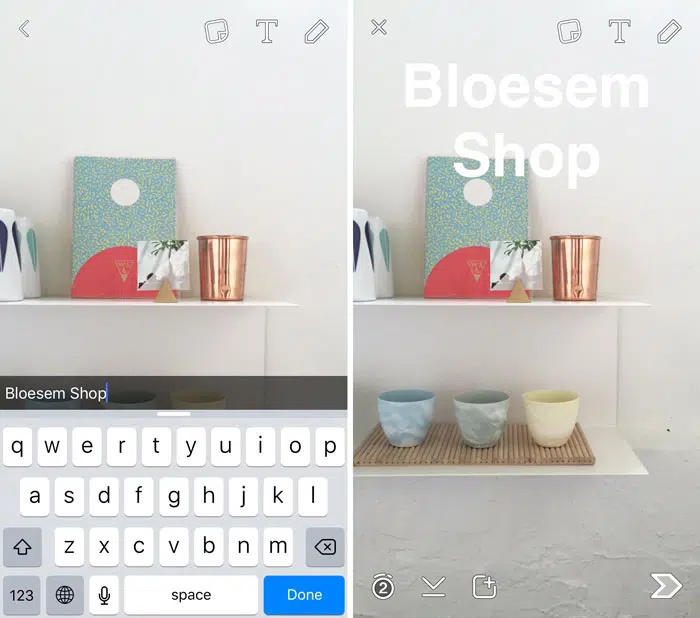 T
Bloesem Shop
q w e r t y u i o p
a s d f g h j k l
z x c v b n m
123 space Done
T
Bloesem
Shop
2